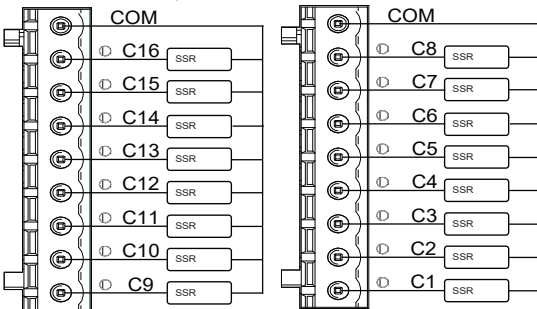 COM
C16 SSR
C15 SSR
C14 SSR
C13 SSR
C12 SSR
C11 SSR
C10 SSR
C9 SSR
COM
C8 SSR
C7 SSR
C6 SSR
C5 SSR
C4 SSR
C3 SSR
C2 SSR
C1 SSR